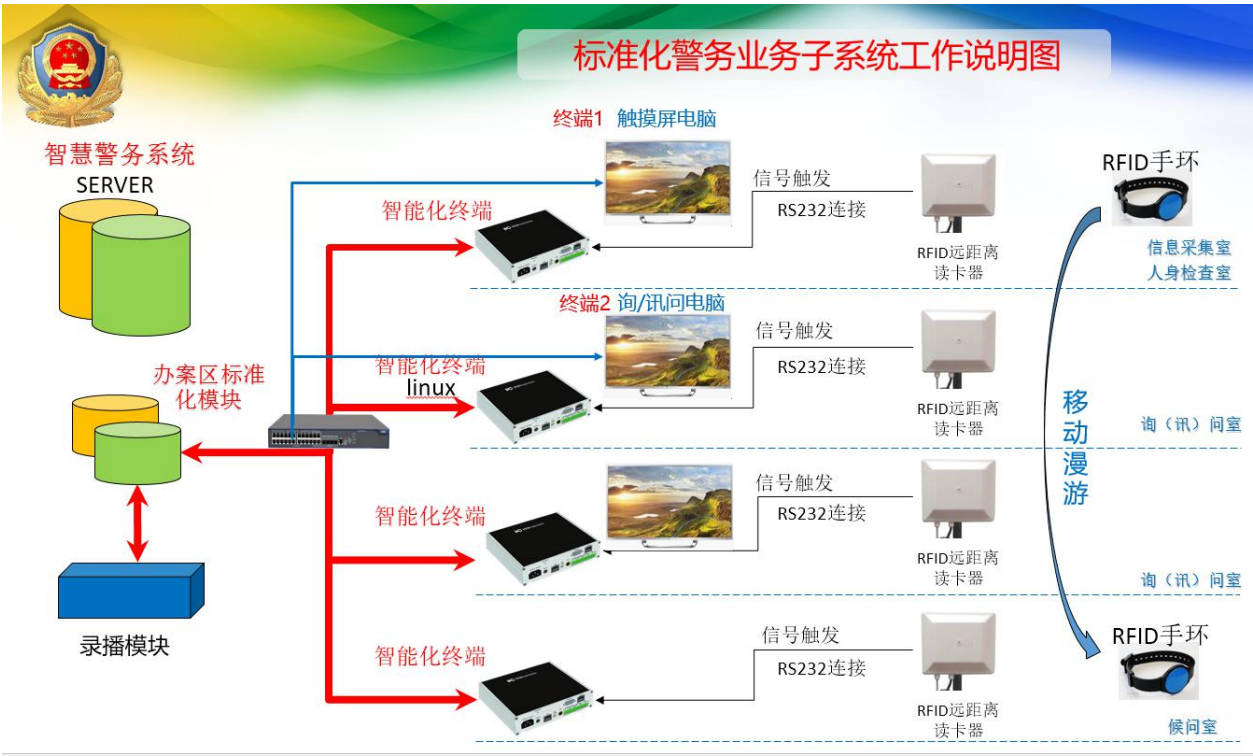 标准化警务业务子系统工作说明图
智慧警务系统
SERVER
办案区标准
化模块
录播模块
终端1 触摸屏电脑
智能化终端
信号触发
RS232连接
RFID远距离
读卡器
RFID手环
信息采集室
人身检查室
终端2 询/讯问电脑
智能化终端
linux
信号触发
RS232连接
RFID远距离
读卡器
询（讯）问室
移动漫游
智能化终端
信号触发
RS232连接
RFID远距离
读卡器
询（讯）问室
智能化终端
信号触发
RS232连接
RFID远距离
读卡器
RFID手环
候问室